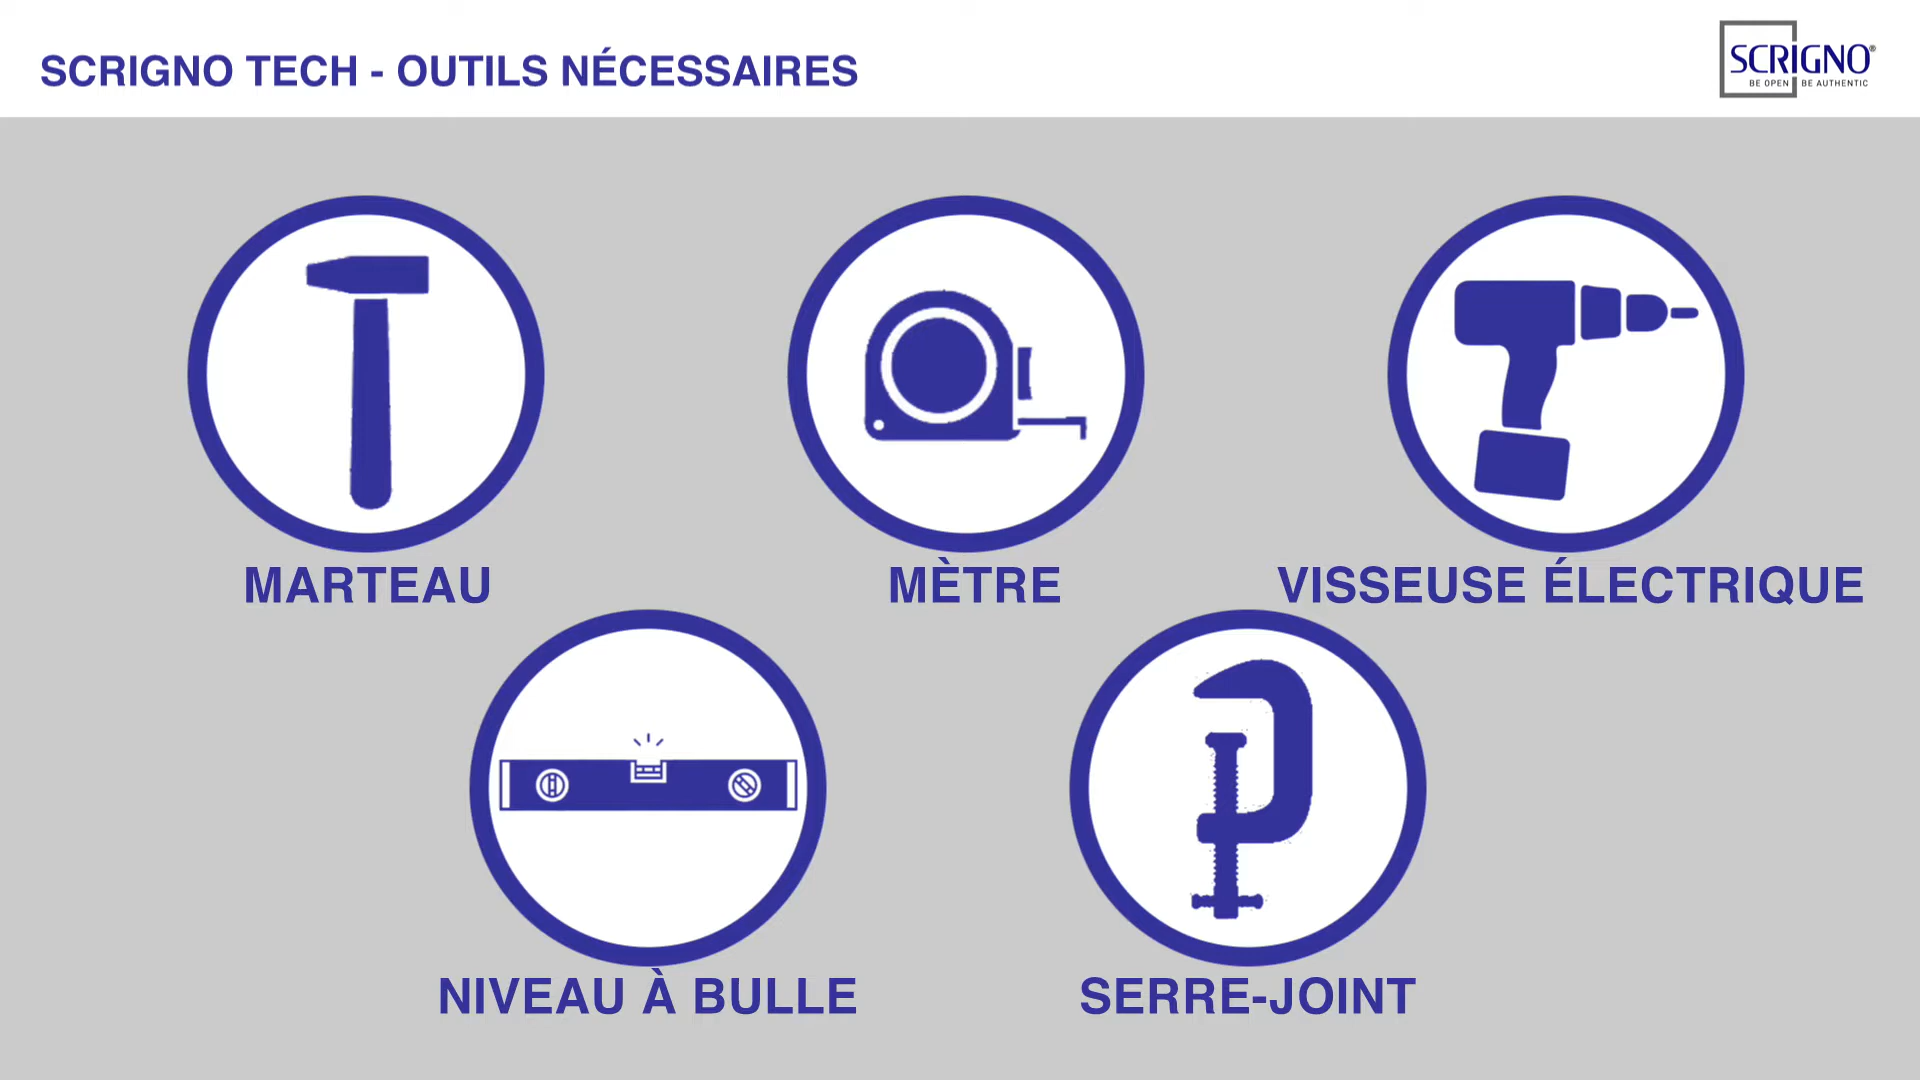 SCRIGNO TECH - OUTILS NÉCESSAIRES
SCRIGNO®
BE OPEN BE AUTHENTIC
MARTEAU
MÈTRE
VISSEUSE ÉLECTRIQUE
NIVEAU À BULLE
SERRE-JOINT